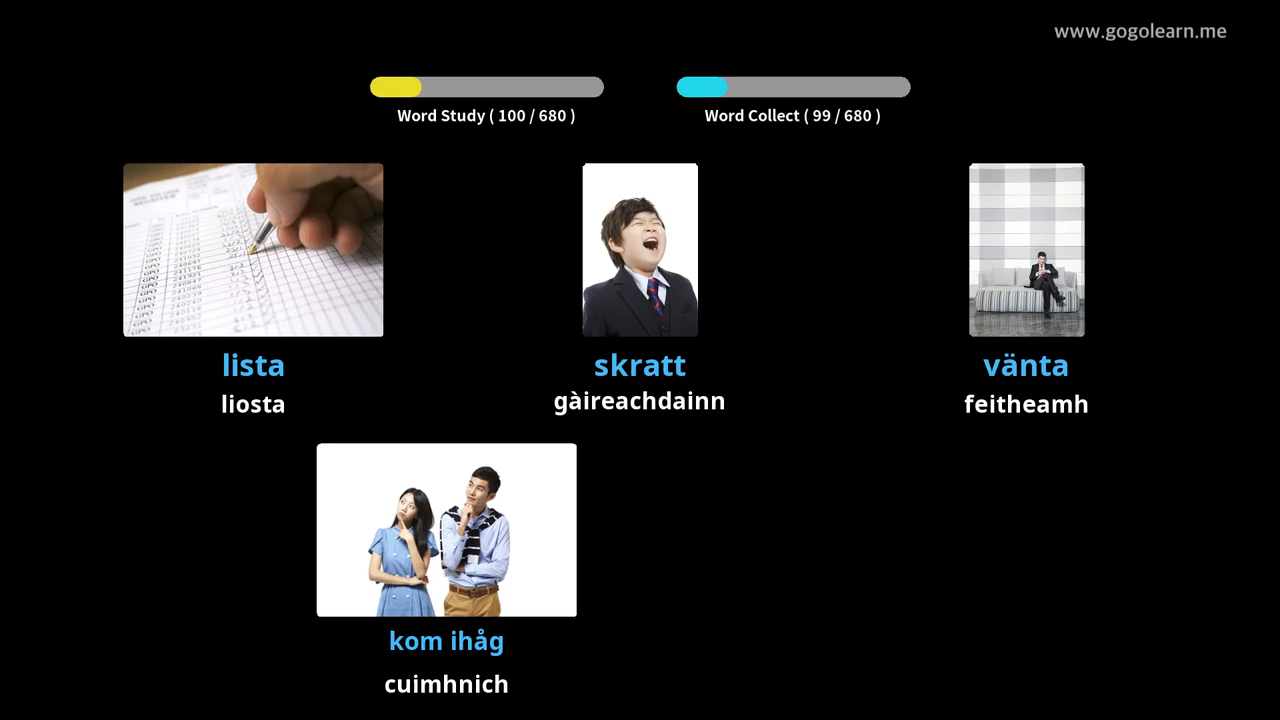 www.gogolearn.me
Word Study ( 100 / 680 )
Word Collect ( 99 / 680 )
lista
liosta
skratt
gàireachdainn
vänta
feitheamh
kom ihåg
cuimhnich